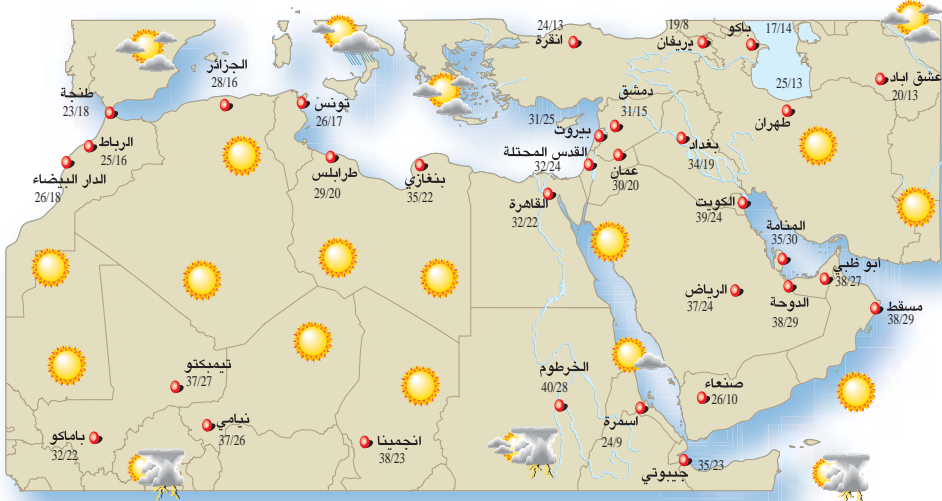 24/13
انقرة
19/8
يريفان
باكو
17/14
25/13
عشق اباد
20/13
الجزائر
28/16
طنجة
23/18
تونس
26/17
دمشق
31/15
31/25
بيروت
طهران
الرباط
25/16
القدس المحتلة
32/24
بغداد
34/19
عمان
30/20
الدار البيضاء
26/18
طرابلس
29/20
بنغازي
35/22
القاهرة
32/22
الكويت
39/24
المنامة
35/30
أبو ظبي
38/27
الرياض
37/24
الدوحة
38/29
مسقط
38/29
تيمبكتو
37/27
الخرطوم
40/28
صنعاء
26/10
اسمرة
24/9
نيامي
37/26
باماكو
32/22
انجمينا
38/23
35/23
جيبوتي